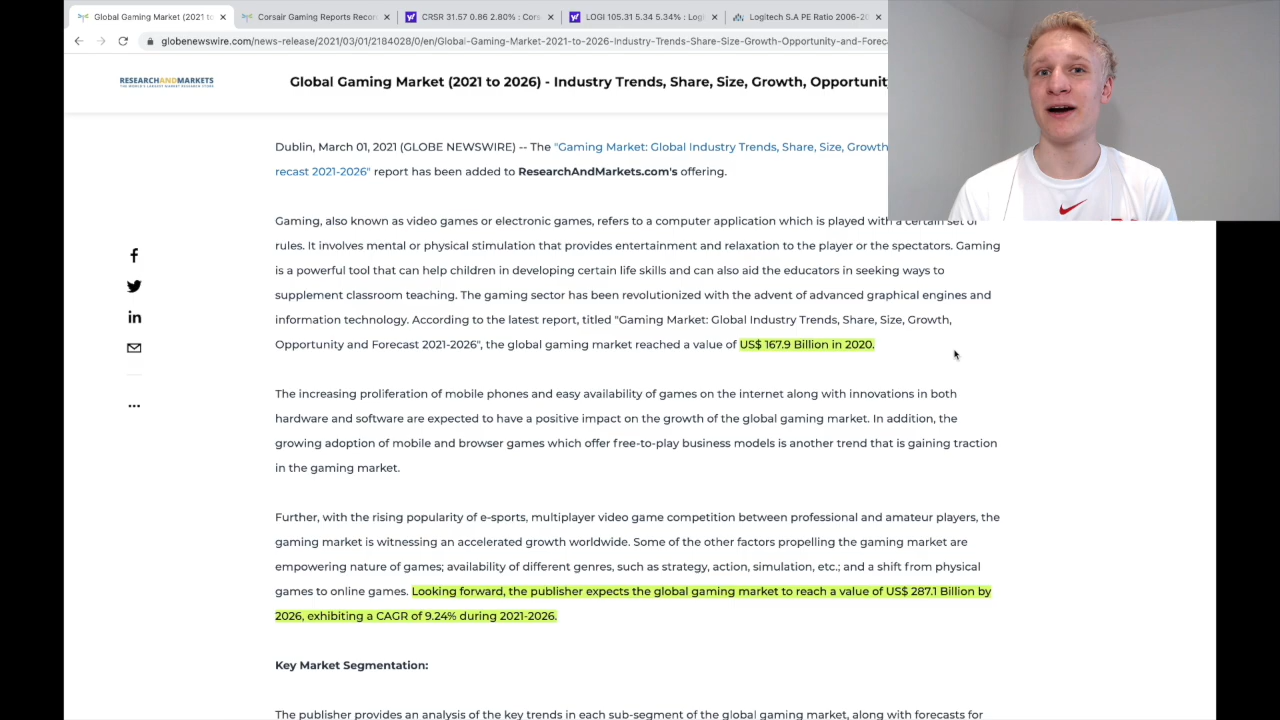 Global Gaming Market (2021 to
Corsair Gaming Reports Recor
CRSR 31.57 0.86 2.80% : Cors
LOGI 105.31 5.34 5.34% : Logi
Logitech S.A PE Ratio 2006-20
globenewswire.com/news-release/2021/03/01/2184028/0/en/Global-Gaming-Market-2021-to-2026-Industry-Trends-Share-Size-Growth-Opportunity-and-Foreca
RESEARCHANDMARKETS
THE WORLD'S LARGEST MARKET RESEARCH STORE
Global Gaming Market (2021 to 2026) - Industry Trends, Share, Size, Growth, Opportunit
Dublin, March 01, 2021 (GLOBE NEWSWIRE) -- The "Gaming Market: Global Industry Trends, Share, Size, Growth
recast 2021-2026" report has been added to ResearchAndMarkets.com's offering.
Gaming, also known as video games or electronic games, refers to a computer application which is played with a certain set of
rules. It involves mental or physical stimulation that provides entertainment and relaxation to the player or the spectators. Gaming
is a powerful tool that can help children in developing certain life skills and can also aid the educators in seeking ways to
supplement classroom teaching. The gaming sector has been revolutionized with the advent of advanced graphical engines and
information technology. According to the latest report, titled "Gaming Market: Global Industry Trends, Share, Size, Growth,
Opportunity and Forecast 2021-2026", the global gaming market reached a value of US$ 167.9 Billion in 2020.
The increasing proliferation of mobile phones and easy availability of games on the internet along with innovations in both
hardware and software are expected to have a positive impact on the growth of the global gaming market. In addition, the
growing adoption of mobile and browser games which offer free-to-play business models is another trend that is gaining traction
in the gaming market.
Further, with the rising popularity of e-sports, multiplayer video game competition between professional and amateur players, the
gaming market is witnessing an accelerated growth worldwide. Some of the other factors propelling the gaming market are
empowering nature of games; availability of different genres, such as strategy, action, simulation, etc.; and a shift from physical
games to online games. Looking forward, the publisher expects the global gaming market to reach a value of US$ 287.1 Billion by
2026, exhibiting a CAGR of 9.24% during 2021-2026.
Key Market Segmentation:
The publisher provides an analysis of the key trends in each sub-segment of the global gaming market, along with forecasts for